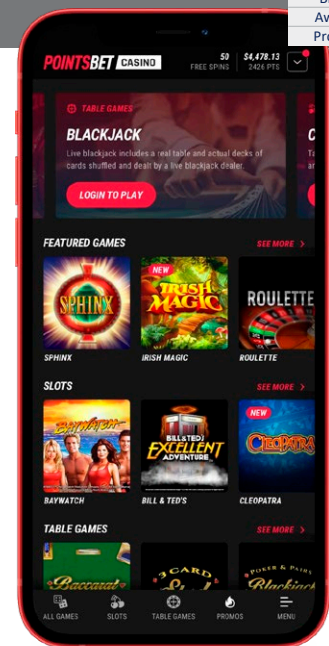 POINTSBET CASINO
50
FREE SPINS
$4,478.13
2426 PTS
TABLE GAMES
BLACKJACK
Live blackjack includes a real table and actual decks of
cards shuffled and dealt by a live blackjack dealer.
LOGIN TO PLAY
FEATURED GAMES
SEE MORE >
SPHINX
NEW
IRISH MAGIC
ROULETTE
SPHINX
IRISH MAGIC
ROULETTE
SLOTS
SEE MORE >
BAYWATCH
BILL & TED'S
EXCELLENT
ADVENTURE
NEW
CLEOPATRA
BAYWATCH
BILL & TED'S
CLEOPATRA
TABLE GAMES
SEE MORE >
Baccarat
3 CARD
POKER & PAIRS
Blackjack
ALL GAMES
SLOTS
TABLE GAMES
PROMOS
MENU